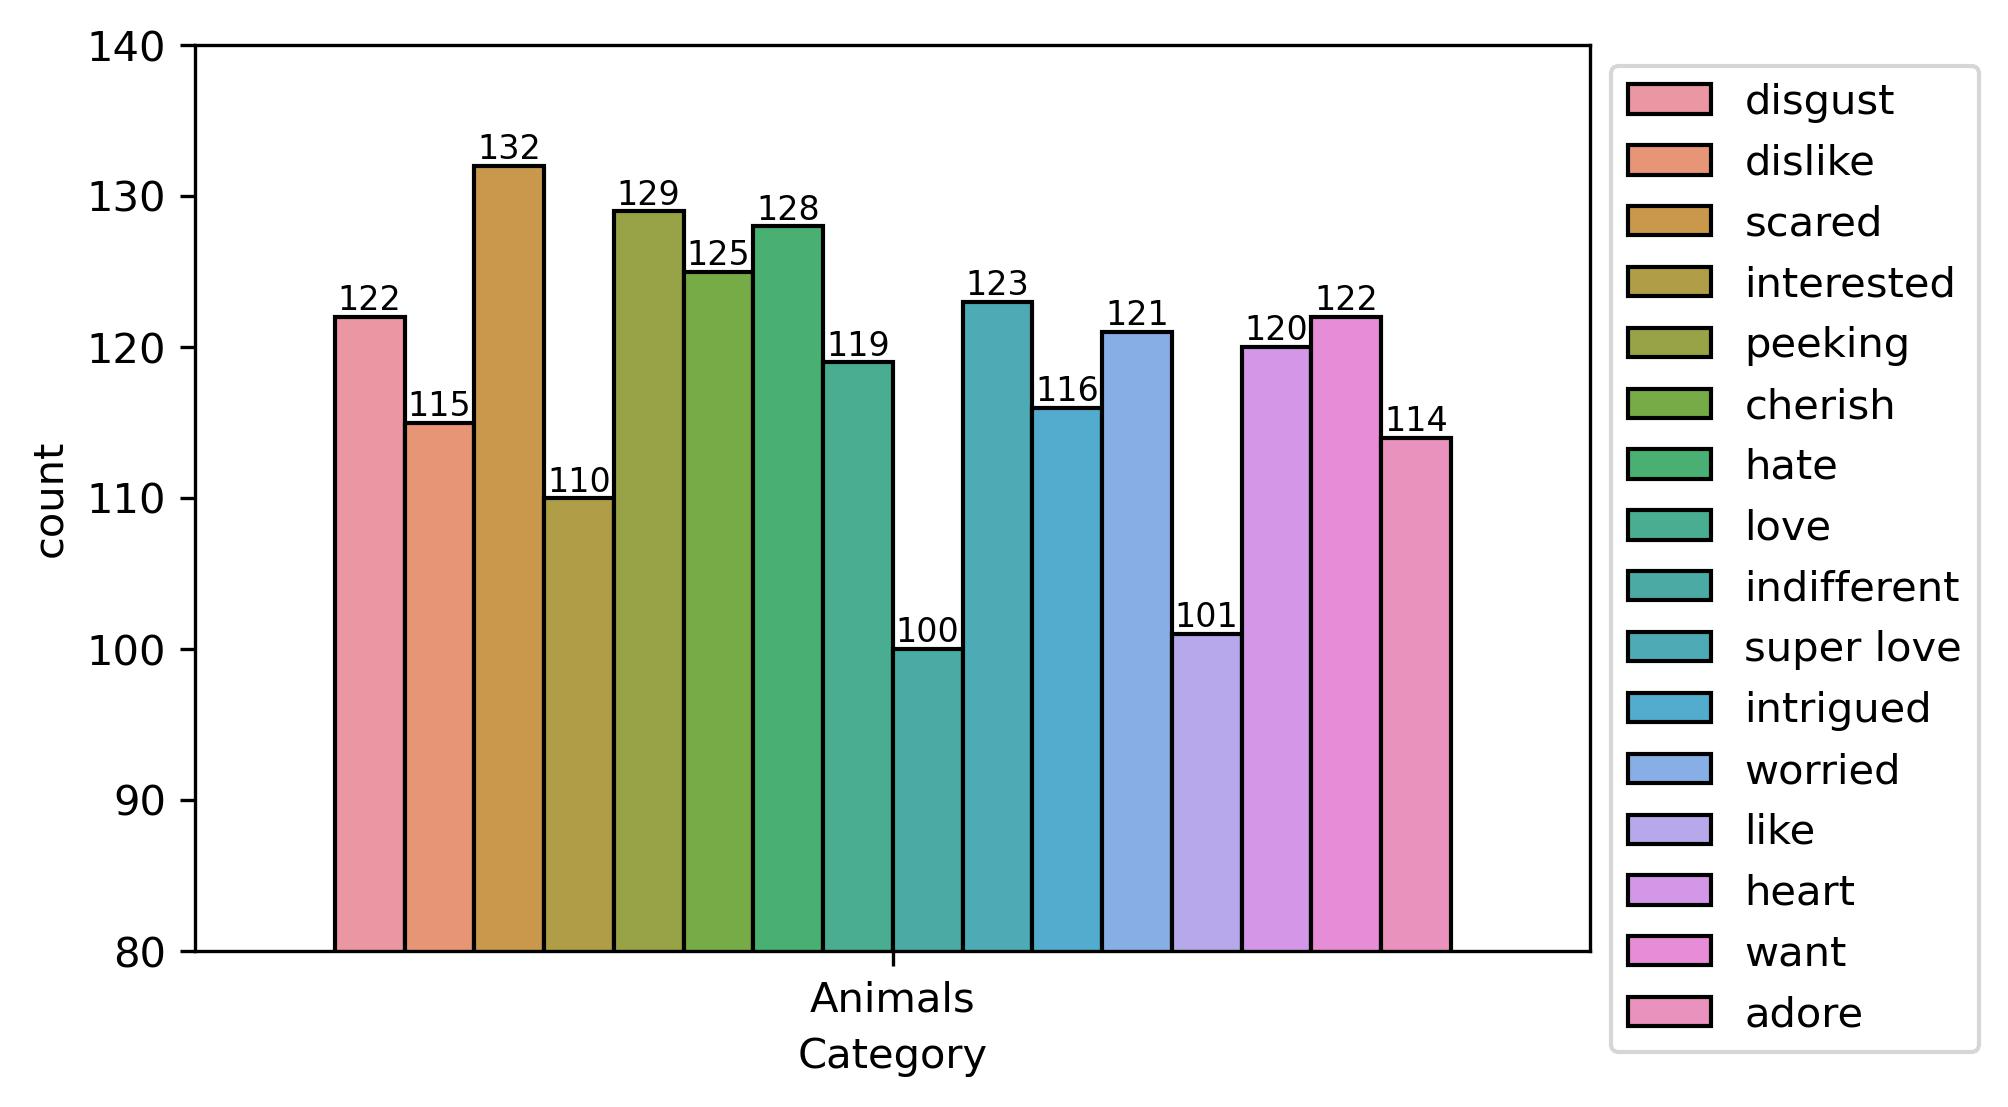 140
130
120
110
100
90
80
count
122
115
132
110
129
125
128
119
100
123
116
121
101
120
122
114
Animals
Category
disgust
dislike
scared
interested
peeking
cherish
hate
love
indifferent
super love
intrigued
worried
like
heart
want
adore